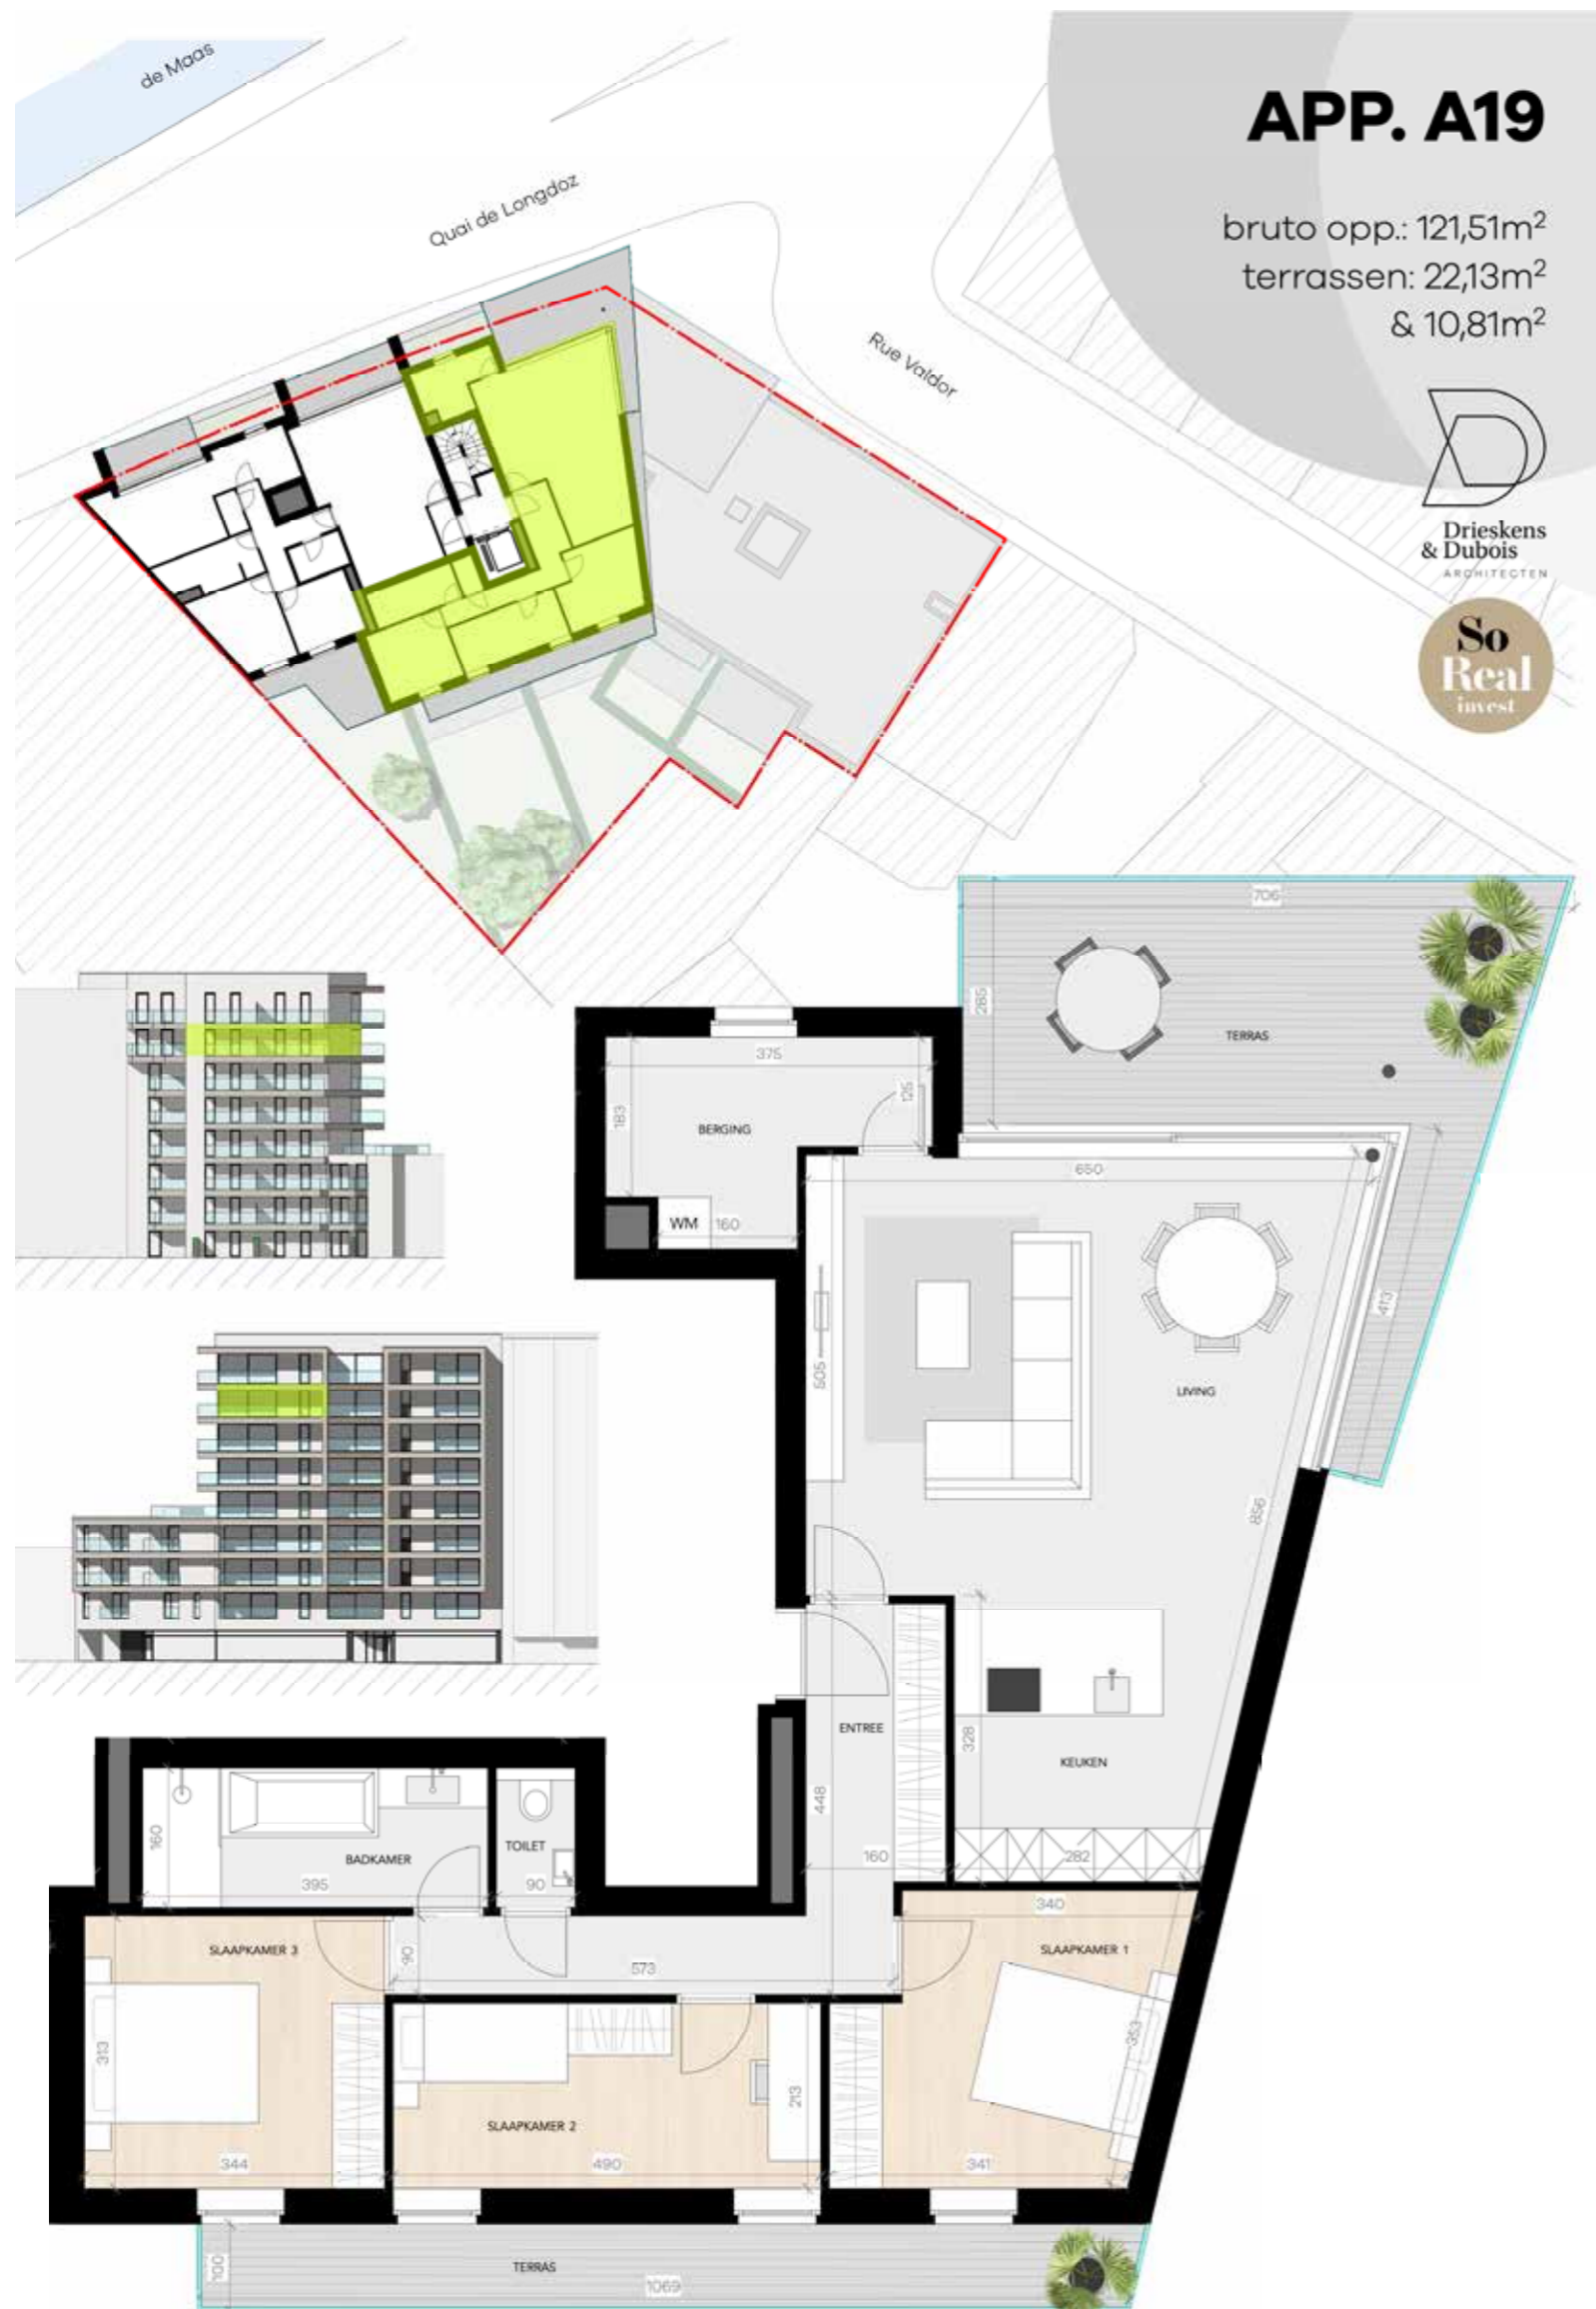 de Maas
Quai de Longdoz
Rue Valdor
APP. A19
bruto opp.: 121,51m²
terrassen: 22,13m²
& 10,81m²
Drieskens
& Dubois
ARCHITECTEN
So
Real
invest
706
285
TERRAS
375
125
183
BERGING
WM
160
650
413
505
LIVING
856
ENTREE
328
KEUKEN
448
160
282
160
BADKAMER
TOILET
395
90
340
SLAAPKAMER 3
90
573
SLAAPKAMER 1
313
353
213
SLAAPKAMER 2
344
490
341
100
TERRAS
1069